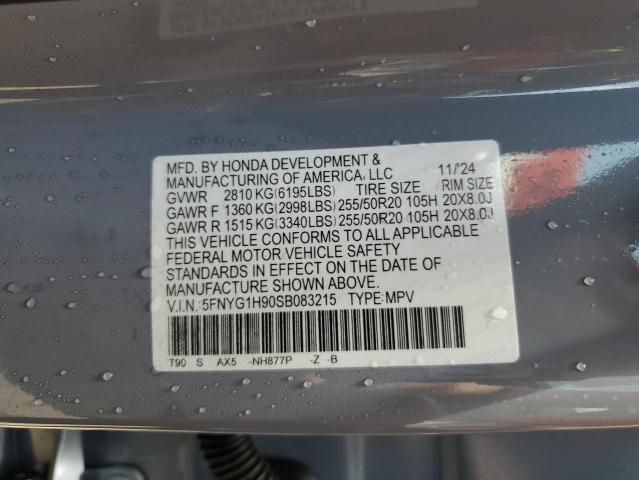 MFD. BY HONDA DEVELOPMENT &
MANUFACTURING OF AMERICA, LLC 11/'24
GVWR 2810 KG(6195LBS) TIRE SIZE RIM SIZE
GAWR F 1360 KG(2998LBS) 255/50R20 105H 20X8.0J
GAWR R 1515 KG(3340LBS) 255/50R20 105H 20X8.0J
THIS VEHICLE CONFORMS TO ALL APPLICABLE
FEDERAL MOTOR VEHICLE SAFETY
STANDARDS IN EFFECT ON THE DATE OF
MANUFACTURE SHOWN ABOVE.
V.I.N.:5FNYG1H90SB083215 TYPE:MPV
T90 S AX5 -NH877P -Z -B